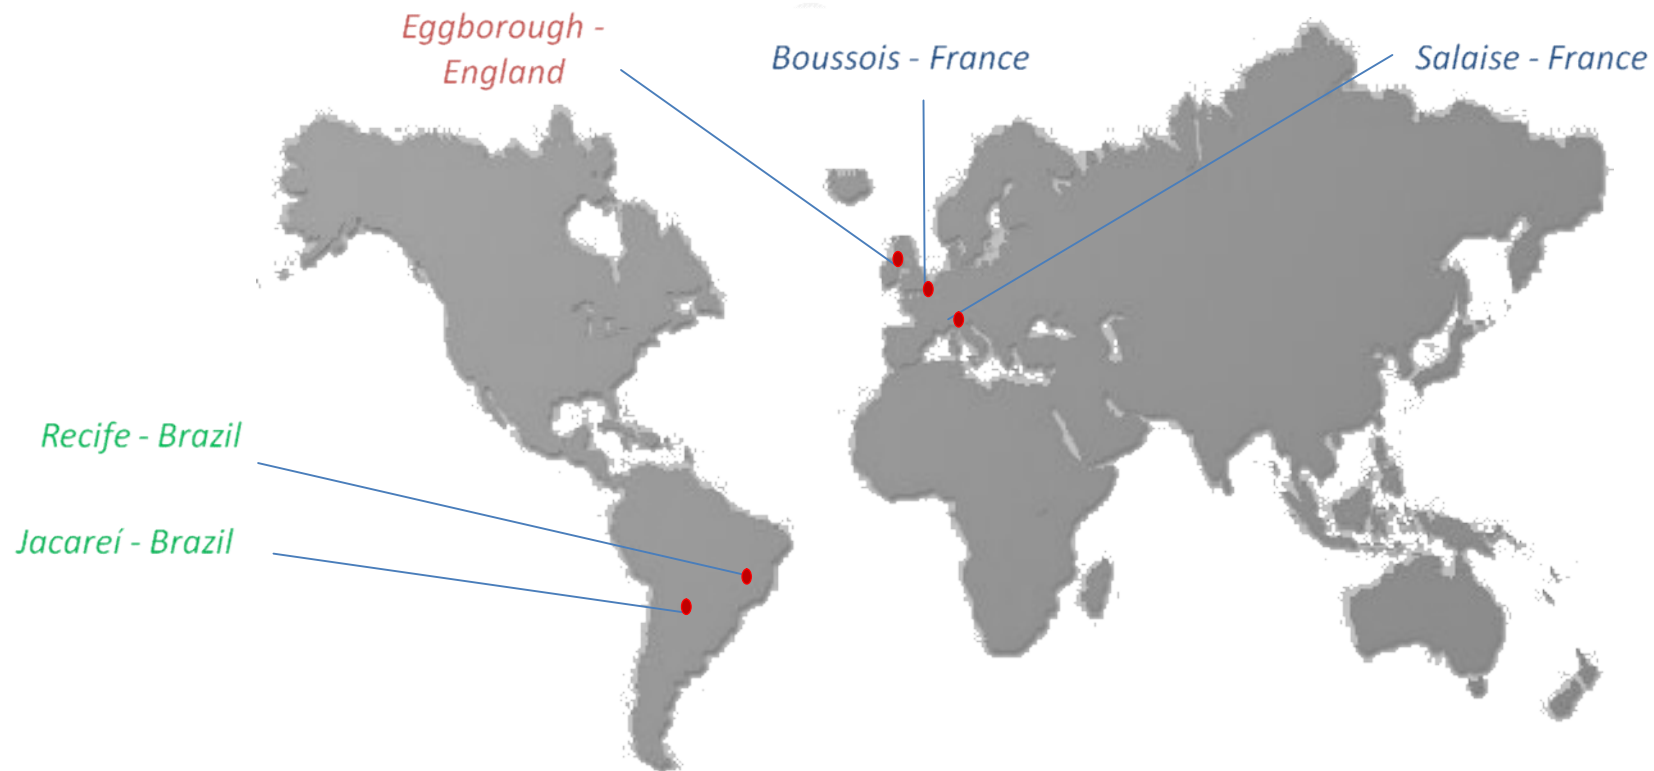 Eggborough -
England
Boussois - France
Salaise - France
Recife - Brazil
Jacareí - Brazil